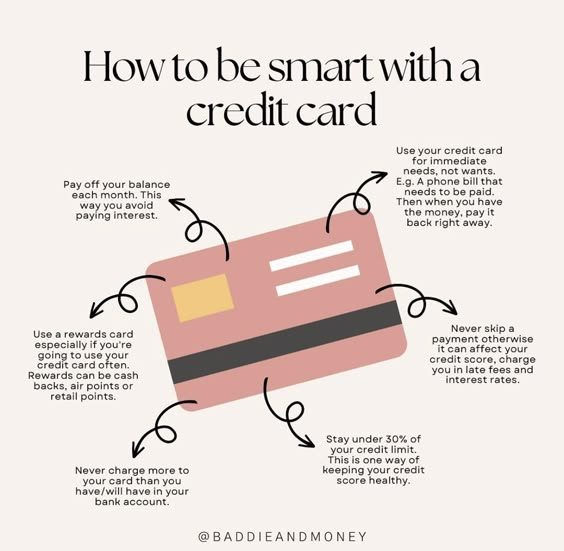 How to be smart with a
credit card
Pay off your balance
each month. This
way you avoid
paying interest.
Use your credit card
for immediate
needs, not wants.
E.g. A phone bill that
needs to be paid.
Then when you have
the money, pay it
back right away.
Use a rewards card
especially if you're
going to use your
credit card often.
Rewards can be cash
backs, air points or
retail points.
Never skip a
payment otherwise
it can affect your
credit score, charge
you in late fees and
interest rates.
Never charge more to
your card than you
have/will have in your
bank account.
Stay under 30% of
your credit limit.
This is one way of
keeping your credit
score healthy.
@BADDIEANDMONEY